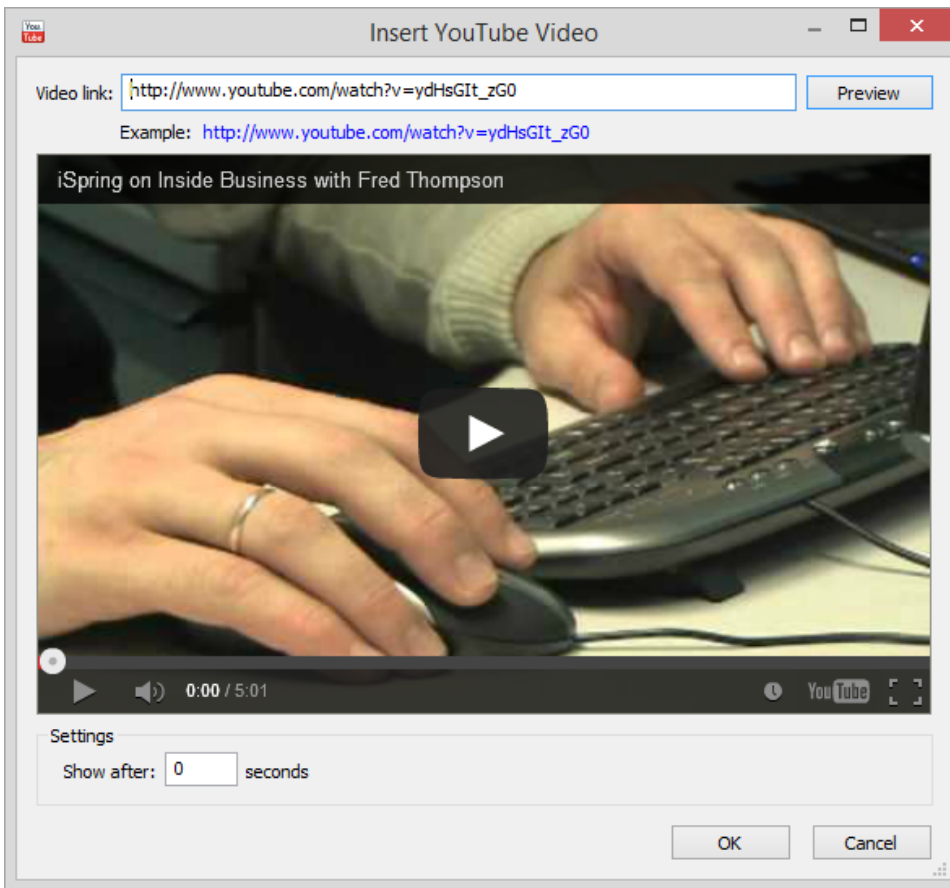 You Tube
Insert YouTube Video
Video link: http://www.youtube.com/watch?v=ydHsGIt_zG0 Preview
Example: http://www.youtube.com/watch?v=ydHsGIt_zG0
iSpring on Inside Business with Fred Thompson
0:00 / 5:01 YouTube
Settings
Show after: 0 seconds
OK Cancel